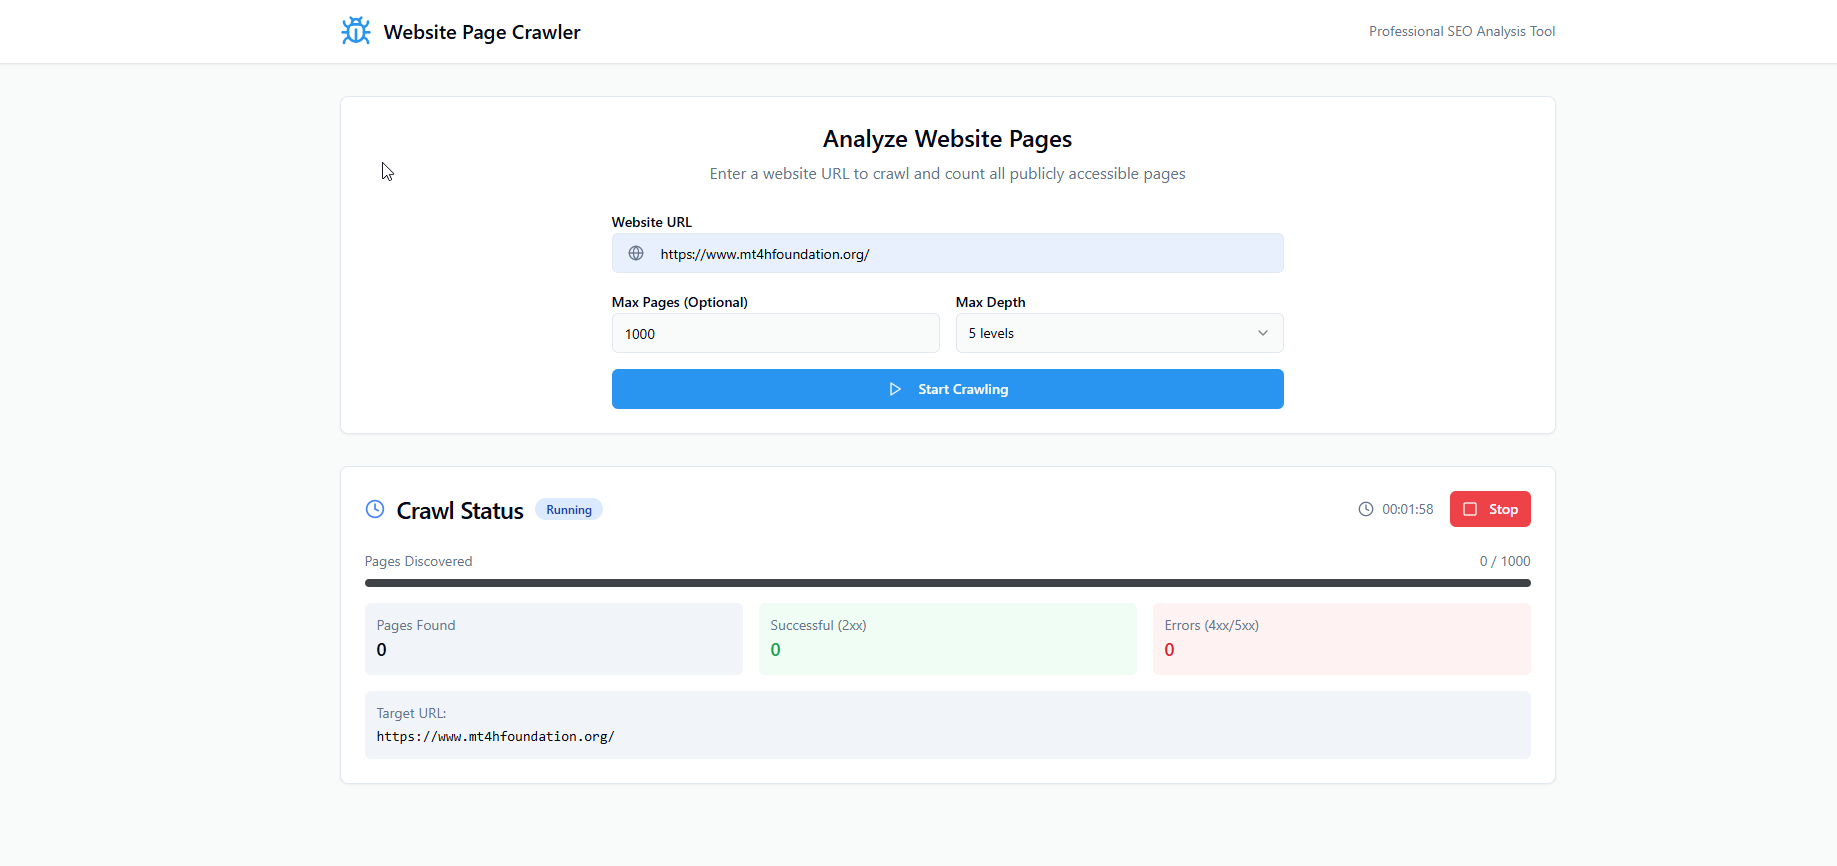 Website Page Crawler
Professional SEO Analysis Tool
Analyze Website Pages
Enter a website URL to crawl and count all publicly accessible pages
Website URL
https://www.mt4hfoundation.org/
Max Pages (Optional)
Max Depth
1000
5 levels
Start Crawling
Crawl Status
Running
00:01:58
Stop
Pages Discovered
0 / 1000
Pages Found
Successful (2xx)
Errors (4xx/5xx)
0
0
0
Target URL:
https://www.mt4hfoundation.org/